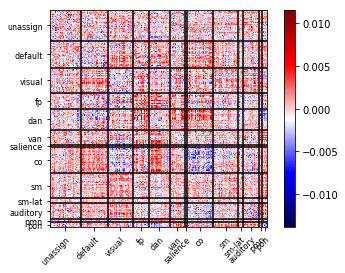 unassign
default
visual
fp
dan
van
salience
co
sm
sm-lat
auditory
pmn
pon
unassign
default
visual
fp
dan
van
salience
co
sm
sm-lat
auditory
0.010
0.005
0.000
−0.005
−0.010